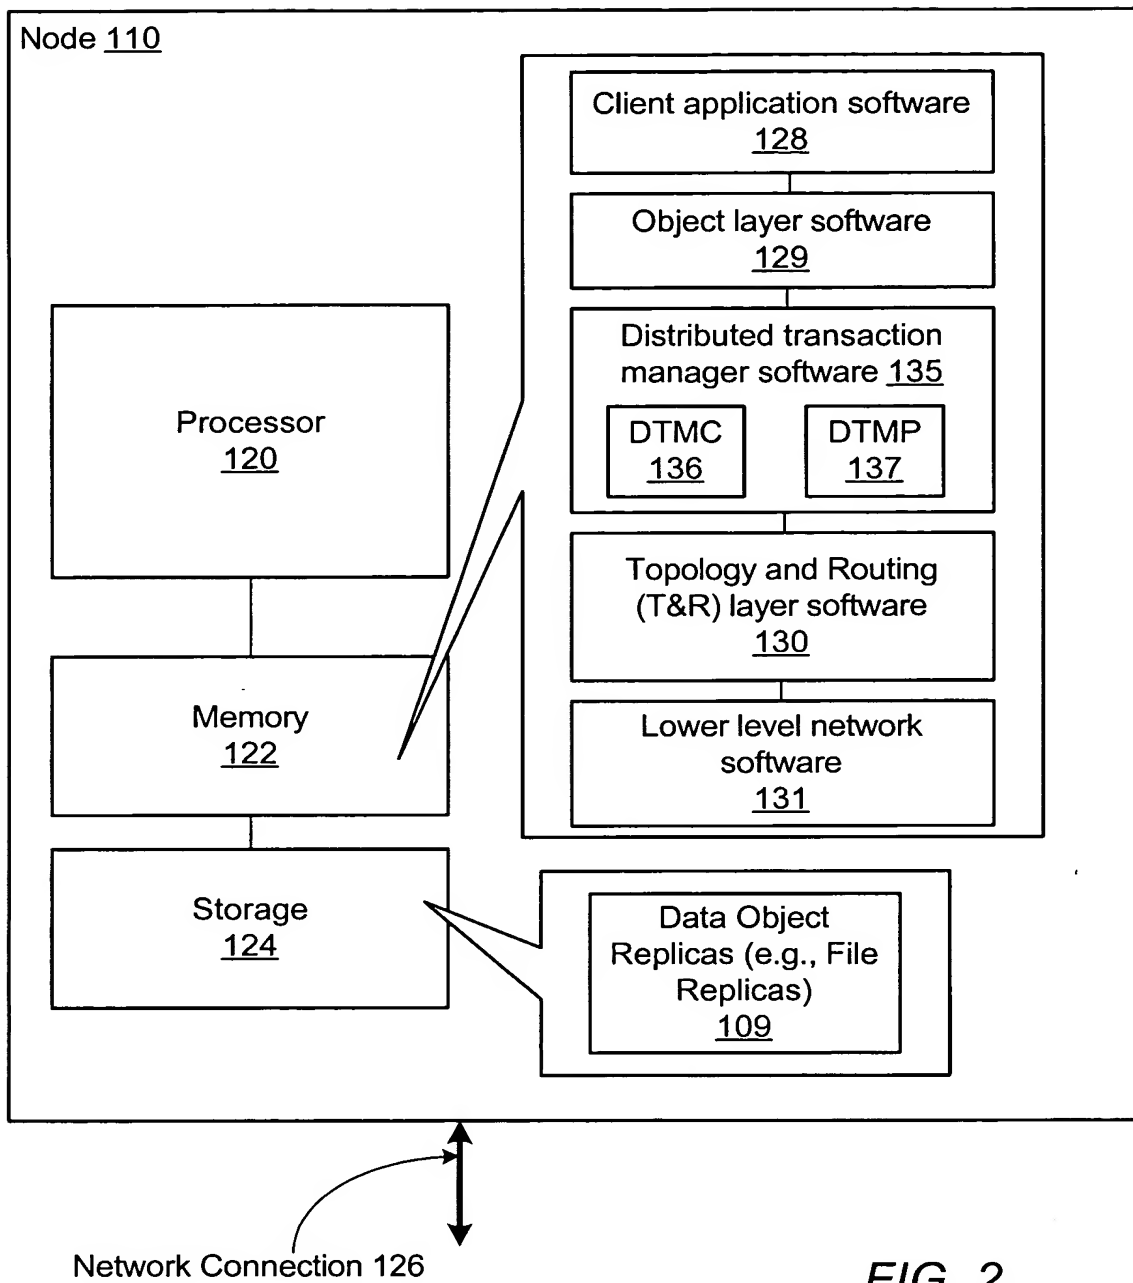 Node 110
Client application software
128
Object layer software
129
Distributed transaction
manager software 135
DTMC
136
DTMP
137
Topology and Routing
(T&R) layer software
130
Lower level network
software
131
Processor
120
Memory
122
Storage
124
Data Object
Replicas (e.g., File
Replicas)
109
Network Connection 126
FIG. 2